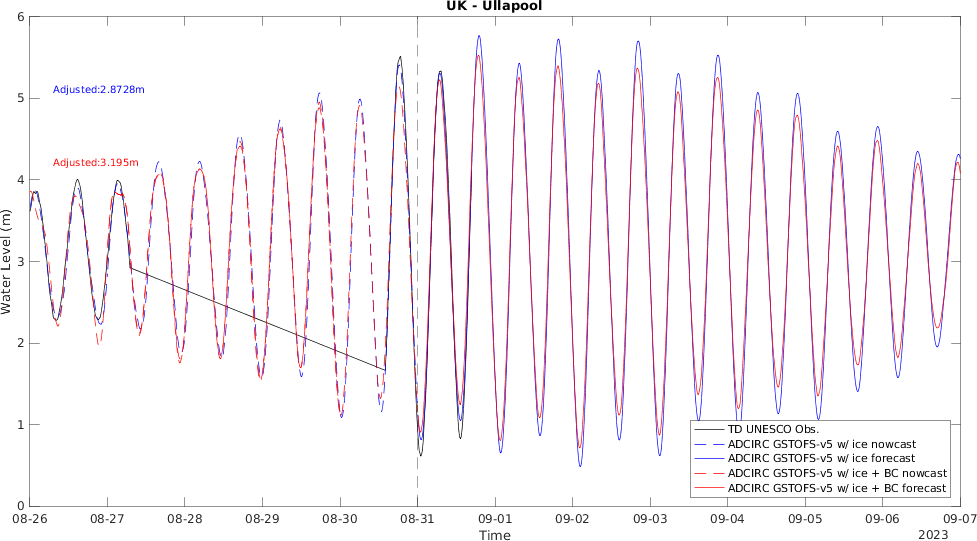 UK - Ullapool
6
5
4
3
2
1
0
Water Level (m)
Adjusted:2.8728m
Adjusted:3.195m
TD UNESCO Obs.
ADCIRC GSTOFS-v5 w/ ice nowcast
ADCIRC GSTOFS-v5 w/ ice forecast
ADCIRC GSTOFS-v5 w/ ice + BC nowcast
ADCIRC GSTOFS-v5 w/ ice + BC forecast
08-26 08-27 08-28 08-29 08-30 08-31 09-01 09-02 09-03 09-04 09-05 09-06 09-07
Time
2023